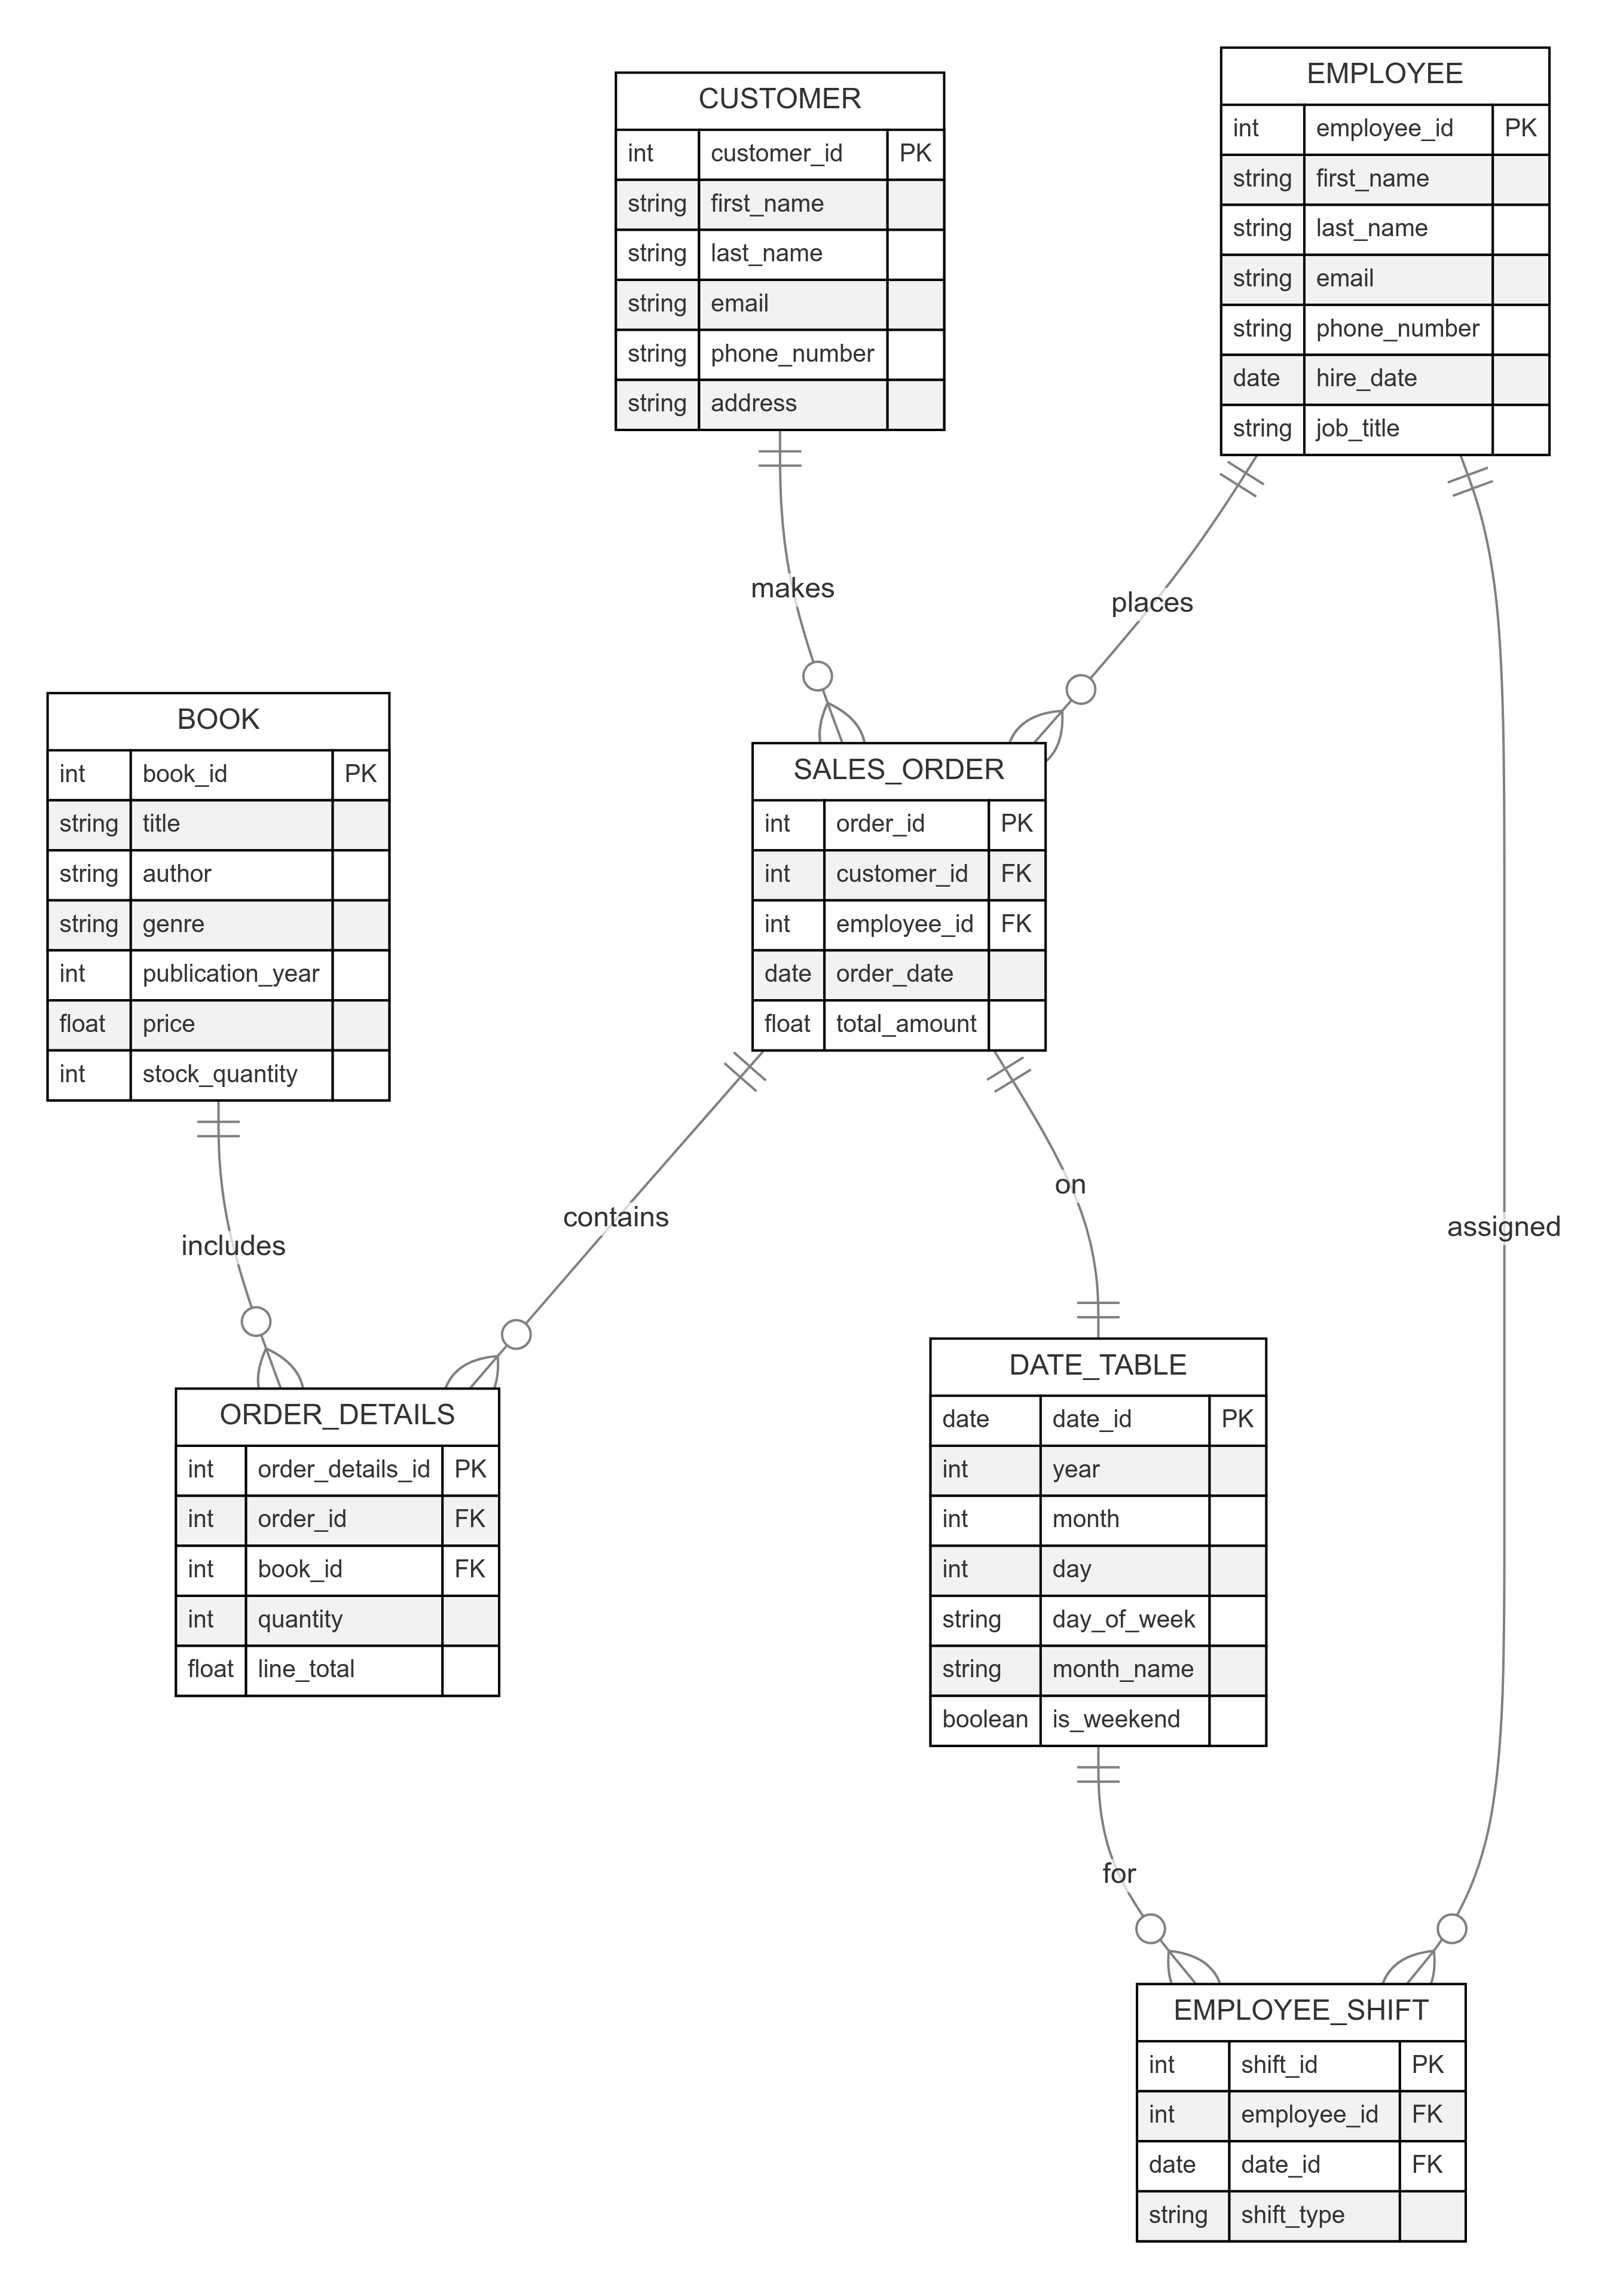 CUSTOMER
int customer_id PK
string first_name
string last_name
string email
string phone_number
string address
EMPLOYEE
int employee_id PK
string first_name
string last_name
string email
string phone_number
date hire_date
string job_title
makes
places
BOOK
int book_id PK
string title
string author
string genre
int publication_year
float price
int stock_quantity
SALES_ORDER
int order_id PK
int customer_id FK
int employee_id FK
date order_date
float total_amount
includes
contains
on
assigned
ORDER_DETAILS
int order_details_id PK
int order_id FK
int book_id FK
int quantity
float line_total
DATE_TABLE
date date_id PK
int year
int month
int day
string day_of_week
string month_name
boolean is_weekend
for
EMPLOYEE_SHIFT
int shift_id PK
int employee_id FK
date date_id FK
string shift_type